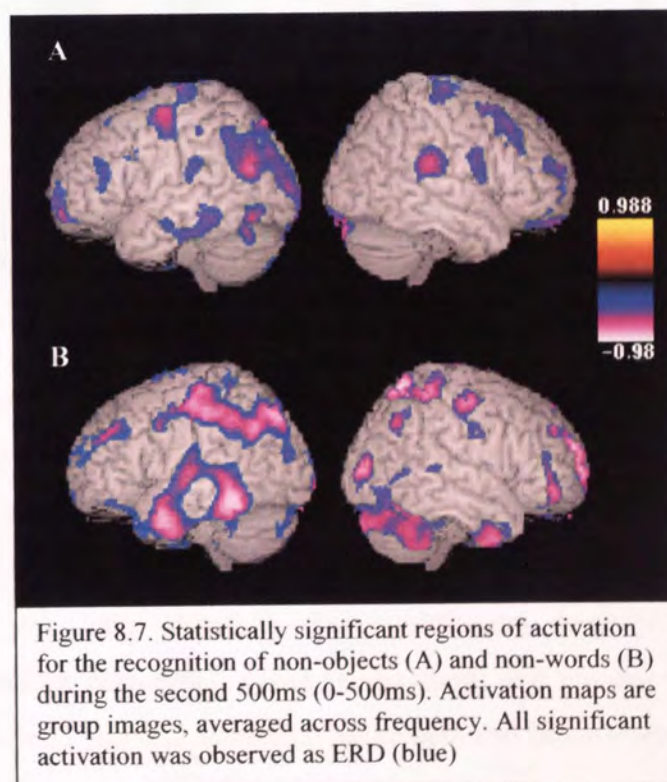 A
0.988
-0.98
B
Figure 8.7. Statistically significant regions of activation
for the recognition of non-objects (A) and non-words (B)
during the second 500ms (0-500ms). Activation maps are
group images, averaged across frequency. All significant
activation was observed as ERD (blue)